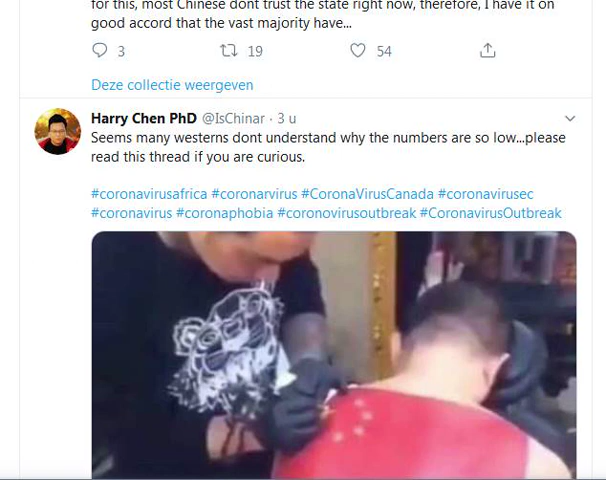 for this, most Chinese dont trust the state right now, therefore, I have it on
good accord that the vast majority have...
3 19 54
Deze collectie weergeven
Harry Chen PhD @IsChinar · 3 u
Seems many westerns dont understand why the numbers are so low...please
read this thread if you are curious.
#coronavirusafrica #coronarvirus #CoronaVirusCanada #coronavirusec
#coronavirus #coronaphobia #coronovirusoutbreak #CoronavirusOutbreak